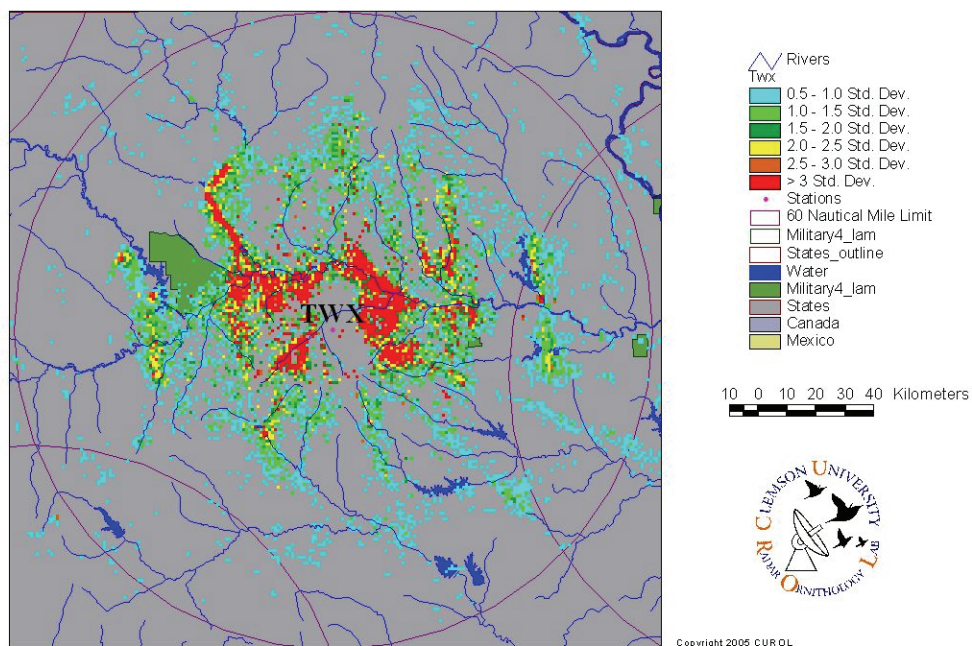 TWX
Rivers
Twx
0.5 - 1.0 Std. Dev.
1.0 - 1.5 Std. Dev.
1.5 - 2.0 Std. Dev.
2.0 - 2.5 Std. Dev.
2.5 - 3.0 Std. Dev.
> 3 Std. Dev.
Stations
60 Nautical Mile Limit
Military4_lam
States_outline
Water
Military4_lam
States
Canada
Mexico
10 0 10 20 30 40 Kilometers
CLEMSON UNIVERSITY
RADAR ORNITHOLOGY LAB
Copyright 2005 CUROL